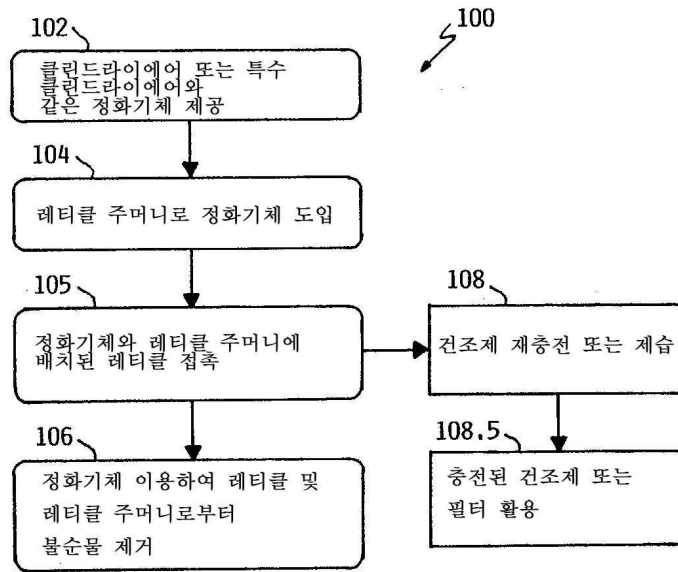 102
100
클린드라이에어 또는 특수
클린드라이에어와
같은 정화기체 제공
104
레티클 주머니로 정화기체 도입
105
정화기체와 레티클 주머니에
배치된 레티클 접촉
108
건조제 재충전 또는 제습
106
정화기체 이용하여 레티클 및
레티클 주머니로부터
불순물 제거
108.5
충전된 건조제 또는
필터 활용